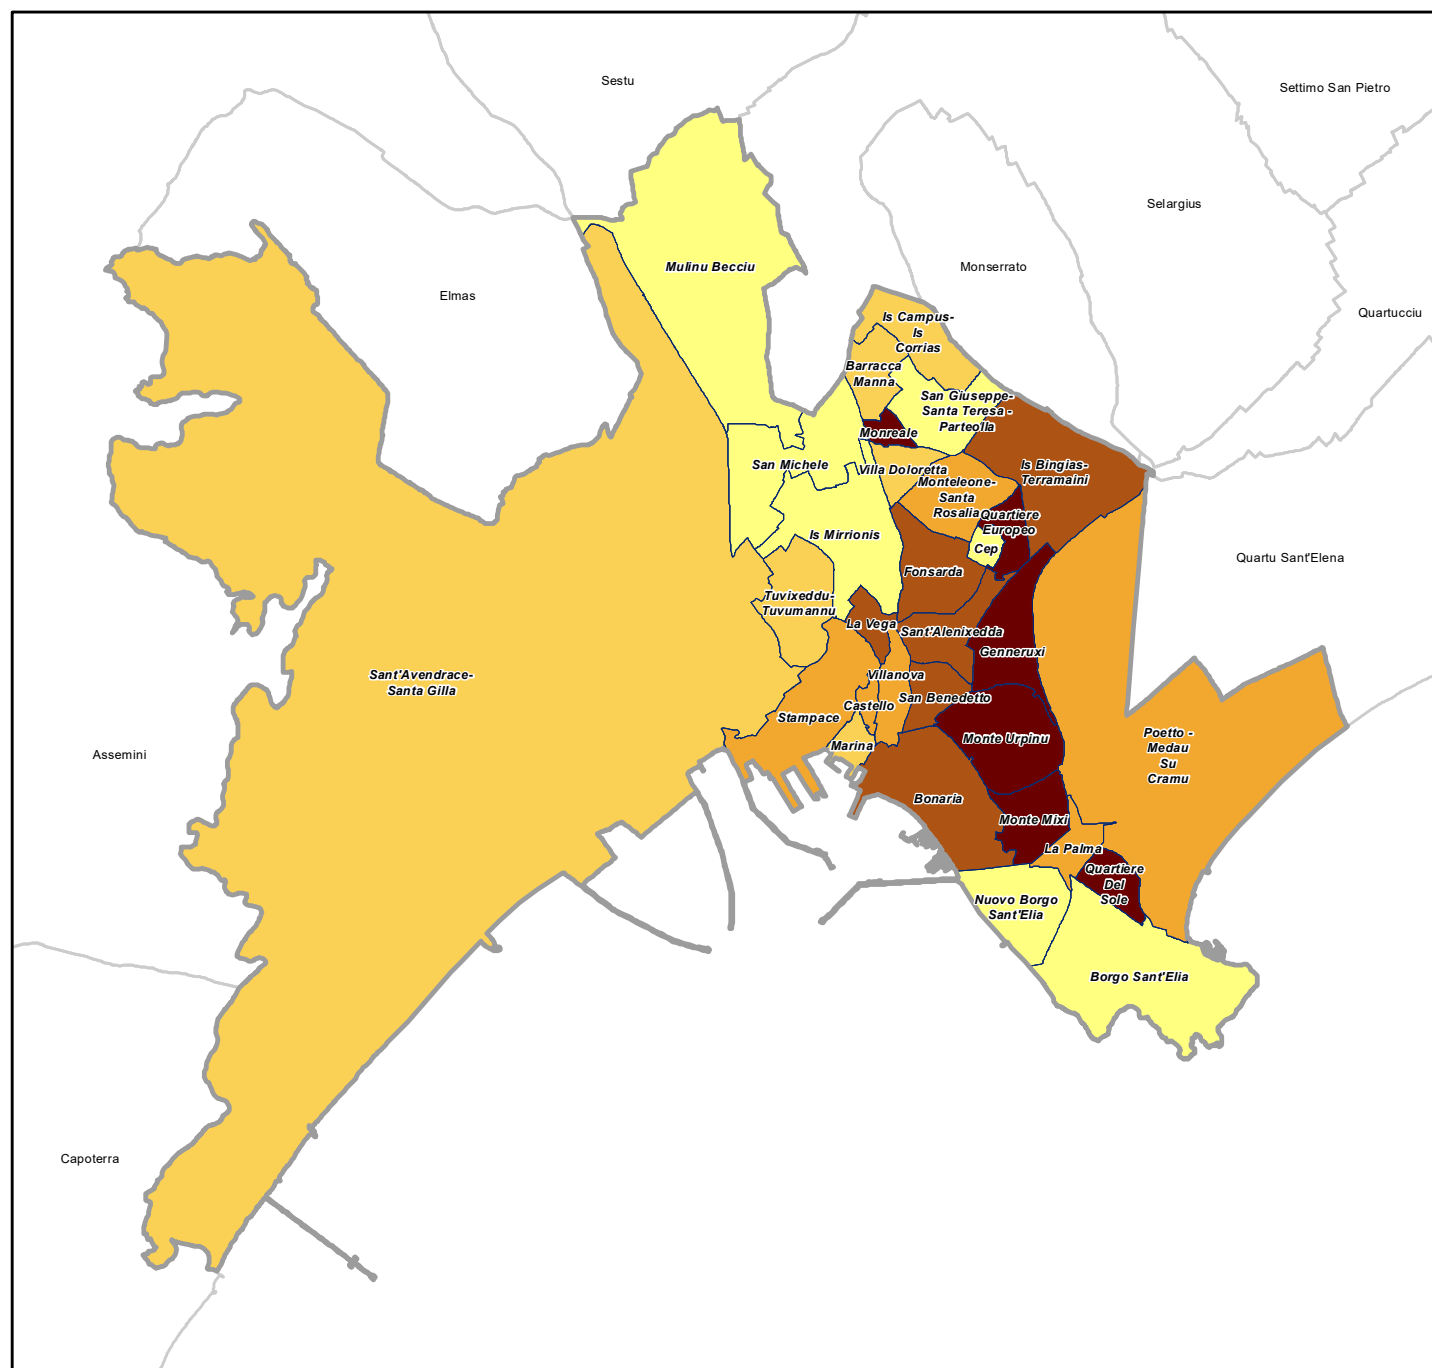 Sestu
Settimo San Pietro
Selargius
Mulinu Becciu
Monserrato
Elmas
Quartucciu
Is Campus-
Is
Corrias
Barracca
Manna
San Giuseppe-
Santa Teresa -
Parteolla
Monreale
San Michele
Villa Doloretta
Is Bingias-
Terramaini
Monteleone-
Santa
Rosalia
Quartiere
Europeo
Is Mirrionis
Cep
Quartu Sant'Elena
Fonsarda
Tuvixeddu-
Tuvumannu
La Vega
Sant'Alenixedda
Genneruxi
Sant'Avendrace-
Santa Gilla
Villanova
San Benedetto
Castello
Stampace
Marina
Monte Urpinu
Poetto -
Medau
Su
Cramu
Assemini
Bonaria
Monte Mixi
La Palma
Quartiere
Del
Sole
Nuovo Borgo
Sant'Elia
Borgo Sant'Elia
Capoterra